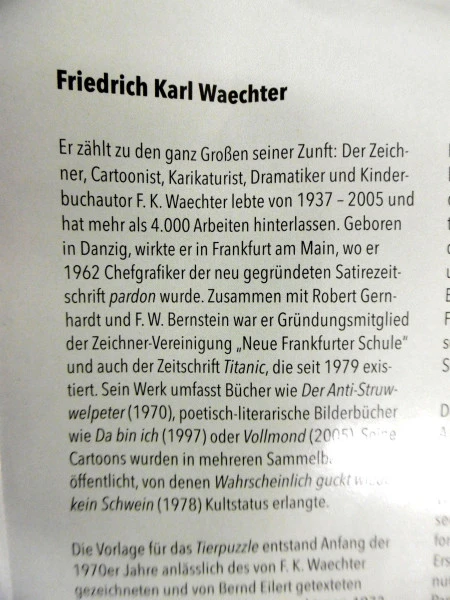 Friedrich Karl Waechter
Er zählt zu den ganz Großen seiner Zunft: Der Zeich-
ner, Cartoonist, Karikaturist, Dramatiker und Kinder-
buchautor F. K. Waechter lebte von 1937 – 2005 und
hat mehr als 4.000 Arbeiten hinterlassen. Geboren
in Danzig, wirkte er in Frankfurt am Main, wo er
1962 Chefgrafiker der neu gegründeten Satirezeit-
schrift pardon wurde. Zusammen mit Robert Gern-
hardt und F. W. Bernstein war er Gründungsmitglied
der Zeichner-Vereinigung „Neue Frankfurter Schule"
und auch der Zeitschrift Titanic, die seit 1979 exis-
tiert. Sein Werk umfasst Bücher wie Der Anti-Struw-
welpeter (1970), poetisch-literarische Bilderbücher
wie Da bin ich (1997) oder Vollmond (2005). Seine
Cartoons wurden in mehreren Sammelb
öffentlicht, von denen Wahrscheinlich guckt wieder
kein Schwein (1978) Kultstatus erlangte.
Die Vorlage für das Tierpuzzle entstand Anfang der
1970er Jahre anlässlich des von F. K. Waechter
gezeichneten und von Bernd Eilert getexteten